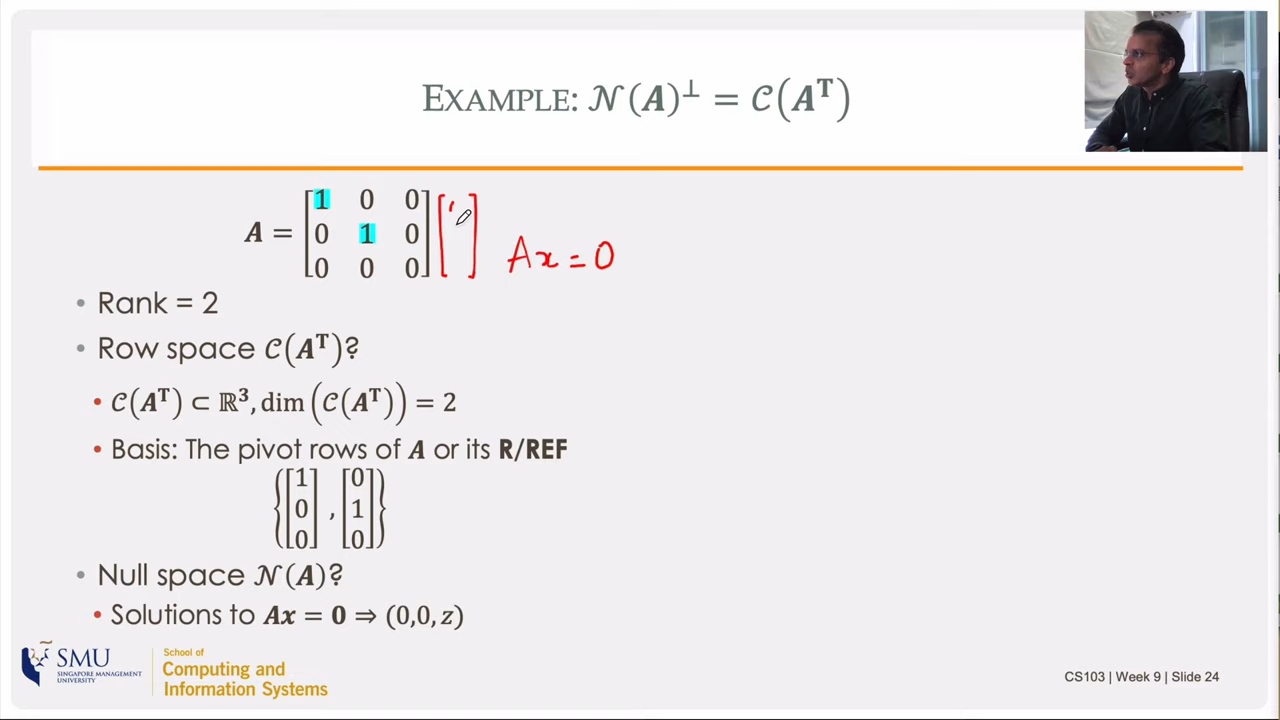 EXAMPLE: 𝒩(A)⊥ = 𝒞(Aᵀ)
A = [1 0 0
0 1 0
0 0 0]
Ax = 0
• Rank = 2
• Row space 𝒞(Aᵀ)?
• 𝒞(Aᵀ) ⊂ ℝ³, dim (𝒞(Aᵀ)) = 2
• Basis: The pivot rows of A or its R/REF
{[1 0 0], [0 1 0]}
• Null space 𝒩(A)?
• Solutions to Ax = 0 ⇒ (0,0,z)
SMU
SINGAPORE MANAGEMENT
UNIVERSITY
School of
Computing and
Information Systems
CS103 | Week 9 | Slide 24